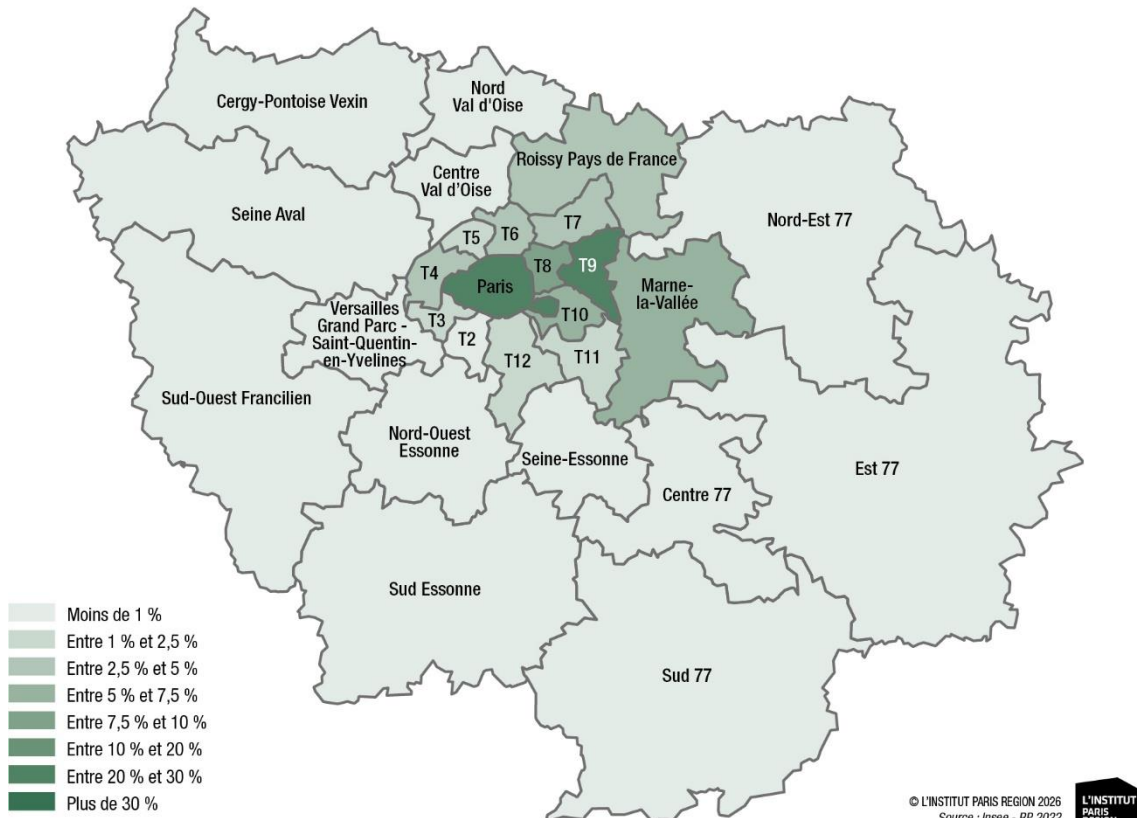 Cergy-Pontoise Vexin
Nord
Val d'Oise
Roissy Pays de France
Centre
Val d'Oise
Seine Aval
Nord-Est 77
T5
T6
T7
T4
Paris
T8
T9
Marne-
la-Vallée
T3
T10
Versailles
Grand Parc -
Saint-Quentin-
en-Yvelines
T2
T12
T11
Sud-Ouest Francilien
Nord-Ouest
Essonne
Seine-Essonne
Centre 77
Est 77
Sud Essonne
Sud 77
Moins de 1 %
Entre 1 % et 2,5 %
Entre 2,5 % et 5 %
Entre 5 % et 7,5 %
Entre 7,5 % et 10 %
Entre 10 % et 20 %
Entre 20 % et 30 %
Plus de 30 %
© L'INSTITUT PARIS REGION 2026
Source : Insee - RP 2022
L'INSTITUT
PARIS